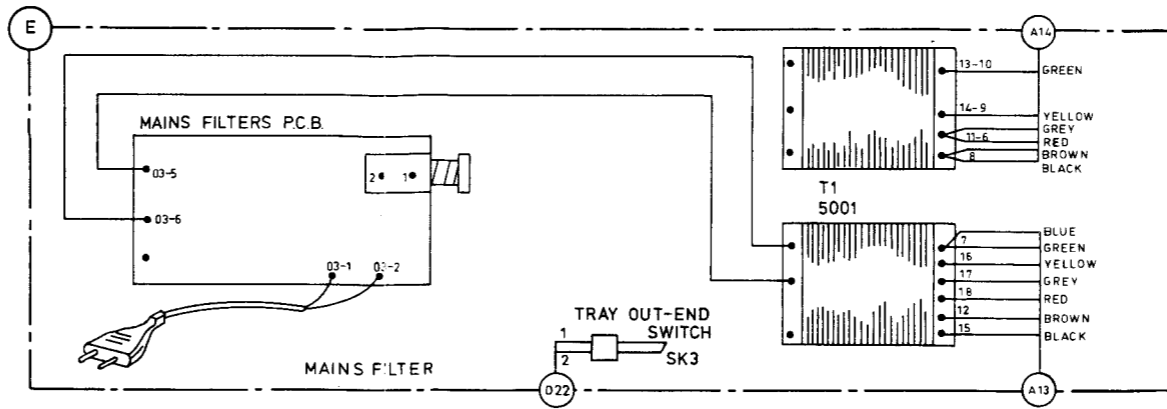 E
A14
13-10
GREEN
14-9
YELLOW
GREY
11-6
RED
BROWN
8
BLACK
MAINS FILTERS P.C.B.
03-5
2
1
03-6
03-1
03-2
T1
5001
BLUE
7
GREEN
16
YELLOW
17
GREY
18
RED
12
BROWN
15
BLACK
TRAY OUT-END
SWITCH
1
2
SK3
MAINS FILTER
D22
A13